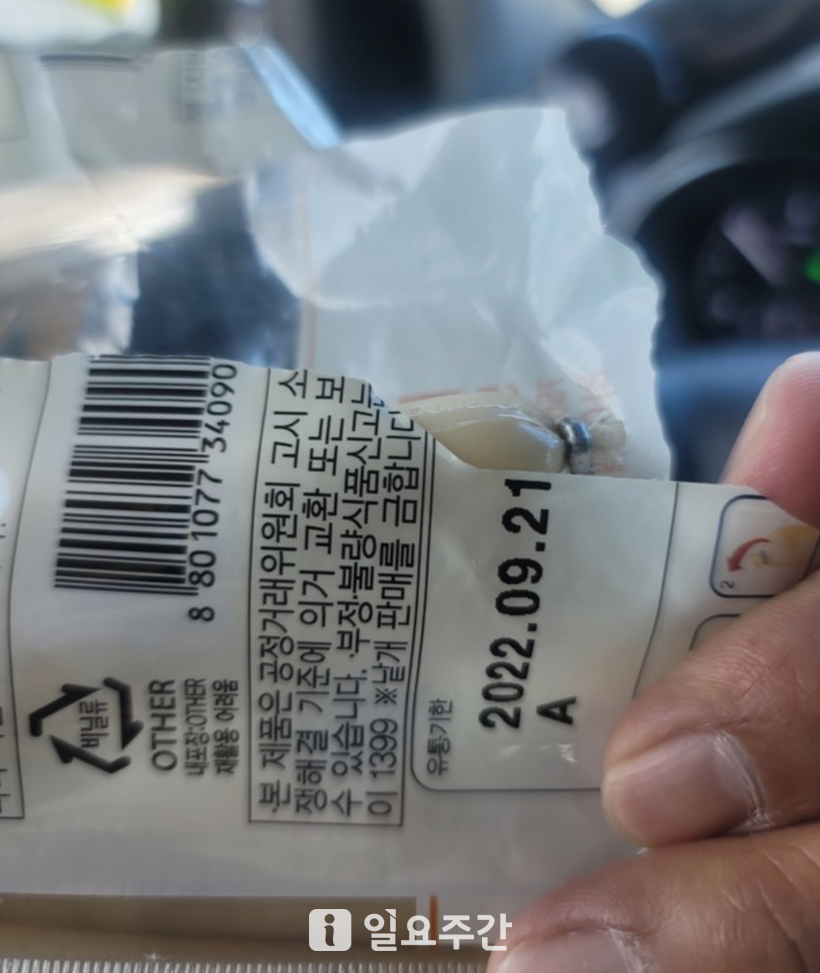 8 801077 34090
비닐류
OTHER
내포장:OTHER
재활용 어려움
·본 제품은 공정거래위원회 고시 소
쟁해결 기준에 의거 교환 또는 보
수 있습니다. ·부정·불량식품신고는
이 1399 ※낱개 판매를 금합니다
유통기한
2022.09.21
A
2
일요주간